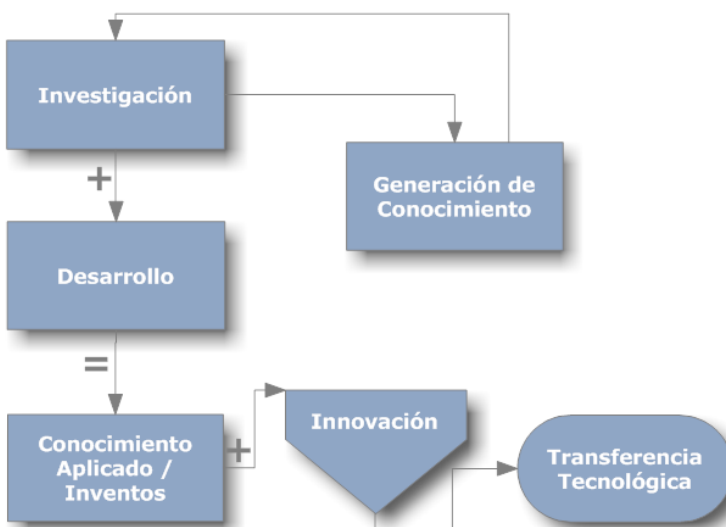 Investigación
+
Generación de
Conocimiento
Desarrollo
=
Conocimiento
Aplicado /
Inventos
+
Innovación
Transferencia
Tecnológica